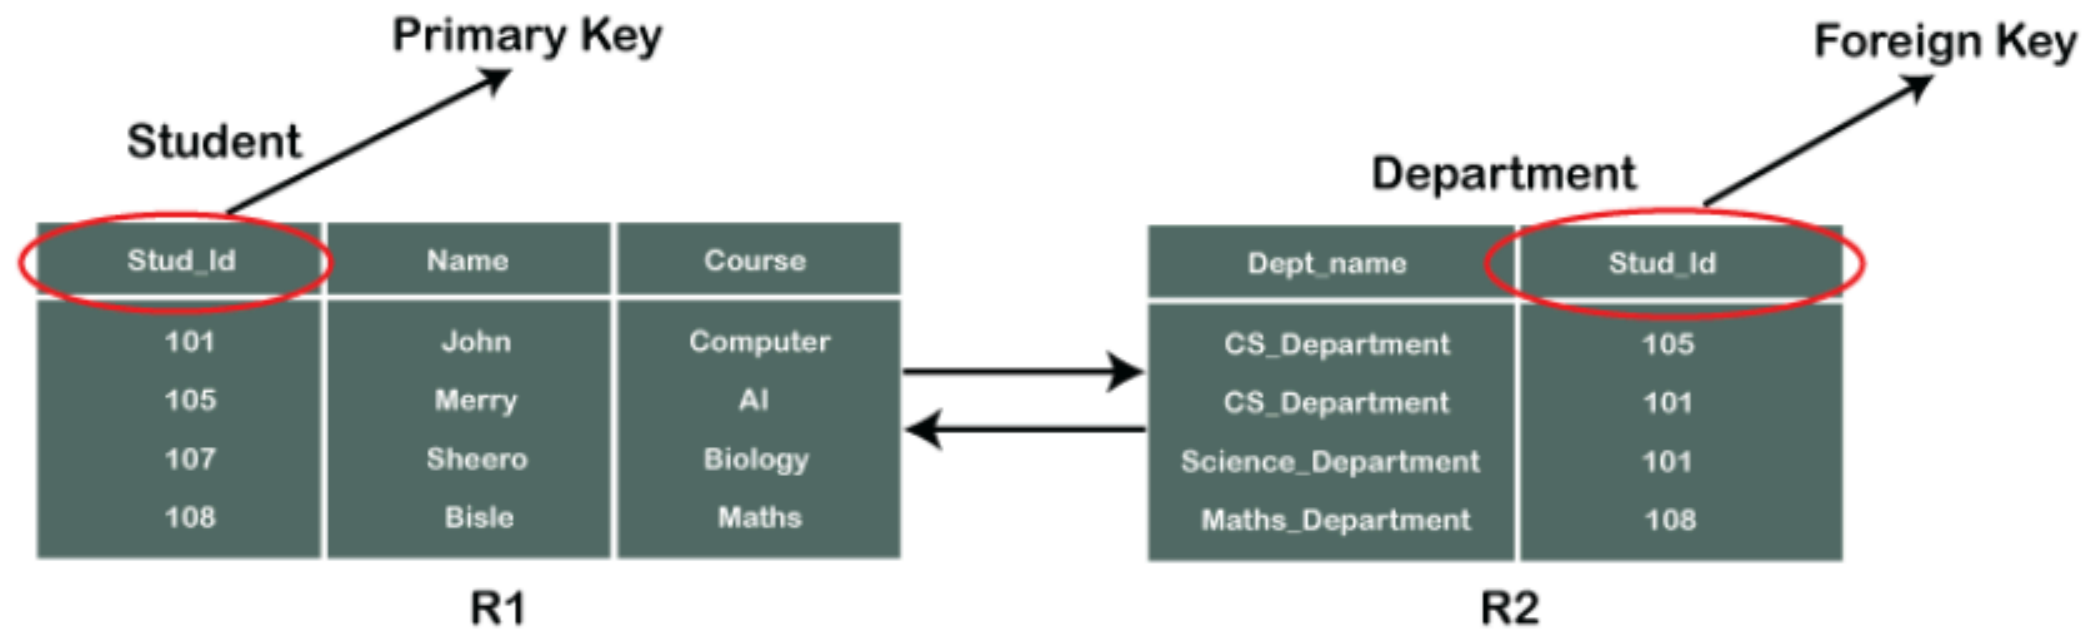 Primary Key
Foreign Key
Student
Department
Stud_Id Name Course
101 John Computer
105 Merry AI
107 Sheero Biology
108 Bisle Maths
R1
Dept_name Stud_Id
CS_Department 105
CS_Department 101
Science_Department 101
Maths_Department 108
R2